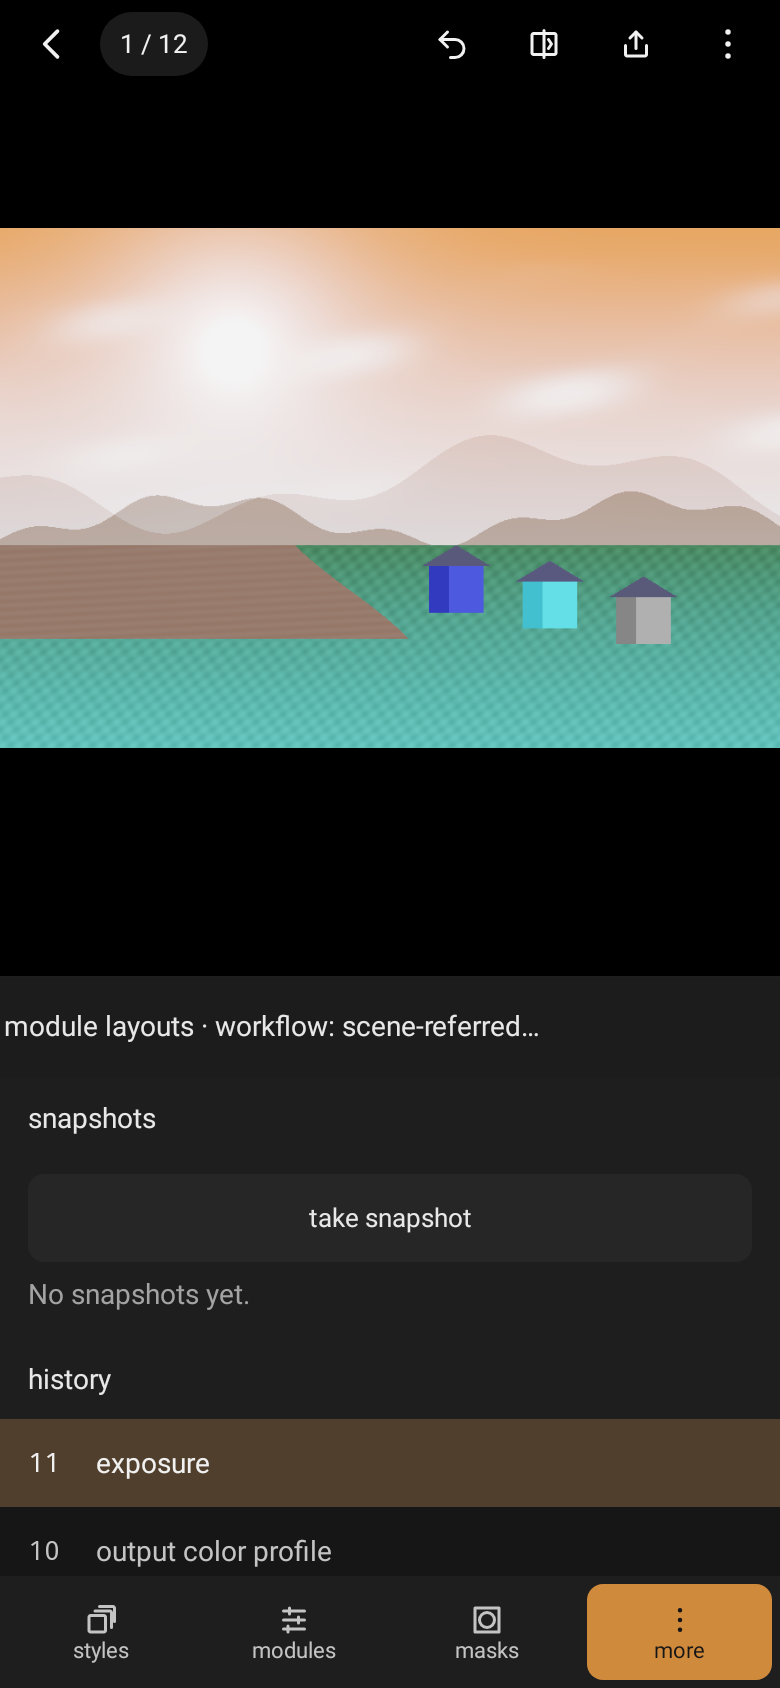 1 / 12
module layouts · workflow: scene-referred…
snapshots
take snapshot
No snapshots yet.
history
11 exposure
10 output color profile
styles
modules
masks
more